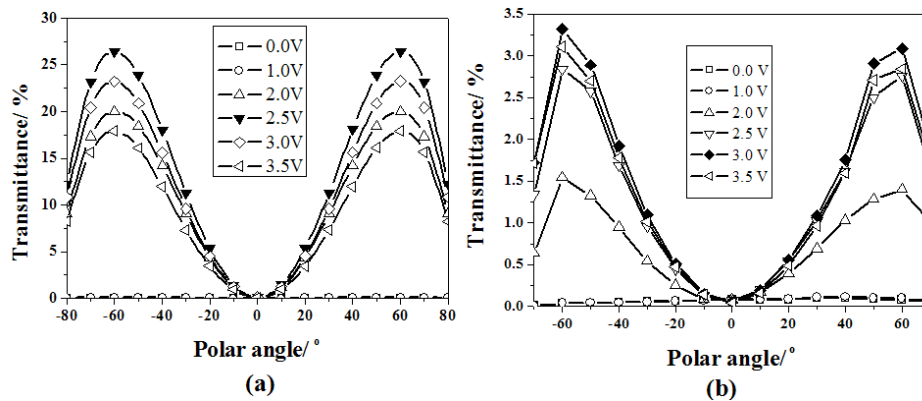 Transmittance/ %
30
25
20
15
10
5
0
0.0V
1.0V
2.0V
2.5V
3.0V
3.5V
-80 -60 -40 -20 0 20 40 60 80
Polar angle/ °
(a)
Transmittance/ %
3.5
3.0
2.5
2.0
1.5
1.0
0.5
0.0
0.0 V
1.0 V
2.0 V
2.5 V
3.0 V
3.5 V
-60 -40 -20 0 20 40 60
Polar angle/ °
(b)